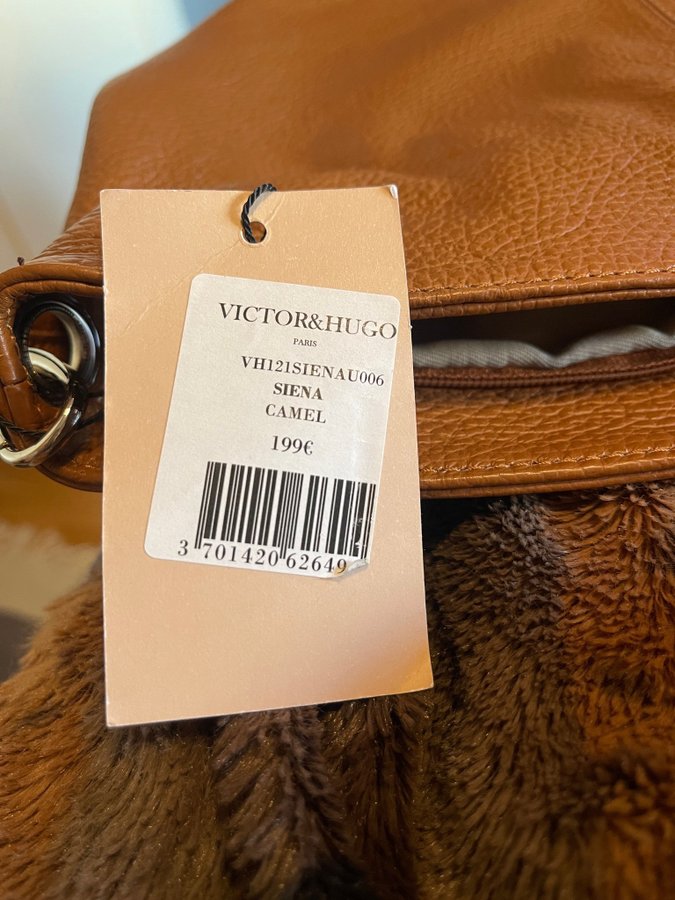 VICTOR&HUGO
PARIS
VH121SIENAU006
SIENA
CAMEL
199€
3 701420 62649